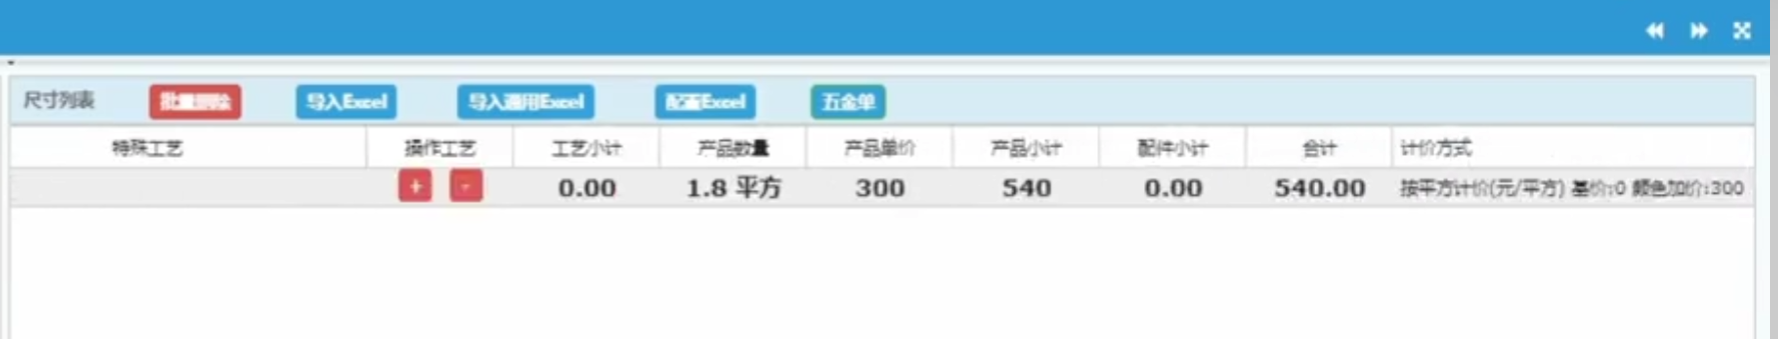 尺寸列表 批量删除 导入Excel 导入通用Excel 配置Excel 五金单
特殊工艺 操作工艺 工艺小计 产品数量 产品单价 产品小计 配件小计 合计 计价方式
+ - 0.00 1.8 平方 300 540 0.00 540.00 按平方计价(元/平方) 基价:0 颜色加价:300